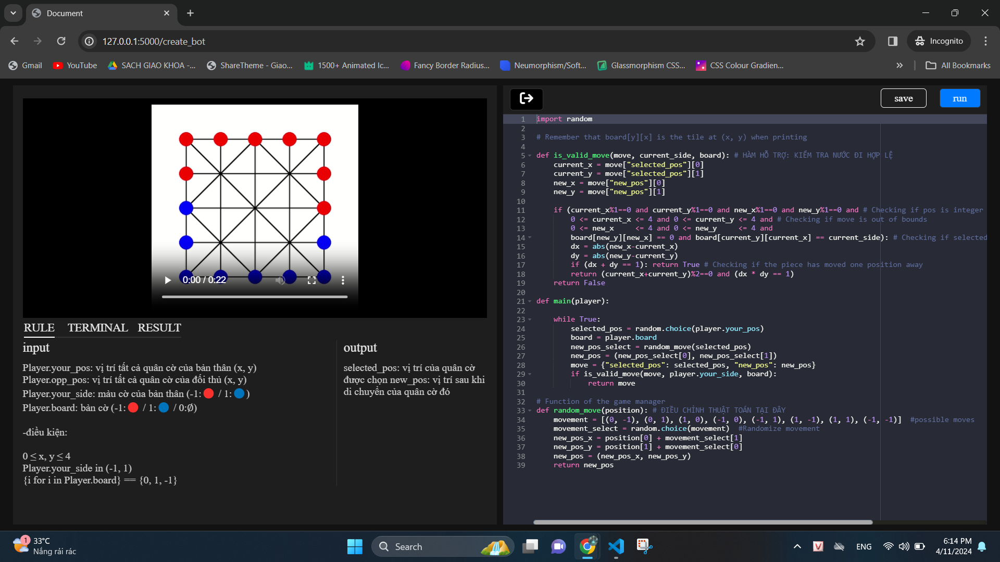 Document
127.0.0.1:5000/create_bot
Incognito
Gmail
YouTube
SACH GIAO KHOA -...
ShareTheme - Giao...
1500+ Animated Ic...
Fancy Border Radius...
Neumorphism/Soft...
Glassmorphism CSS...
CSS Colour Gradien...
All Bookmarks
0:00 / 0:22
RULE TERMINAL RESULT
input
Player.your_pos: vị trí tất cả quân cờ của bản thân (x, y)
Player.opp_pos: vị trí tất cả quân cờ của đối thủ (x, y)
Player.your_side: màu cờ của bản thân (-1: / 1: )
Player.board: bàn cờ (-1: / 1: / 0:Ø)
-điều kiện:
0 ≤ x, y ≤ 4
Player.your_side in (-1, 1)
{i for i in Player.board} == {0, 1, -1}
output
selected_pos: vị trí của quân cờ
được chọn new_pos: vị trí sau khi
di chuyển của quân cờ đó
save
run
1 import random
2
3 # Remember that board[y][x] is the tile at (x, y) when printing
4
5 def is_valid_move(move, current_side, board): # HÀM HỖ TRỢ: KIỂM TRA NƯỚC ĐI HỢP LỆ
6 current_x = move["selected_pos"][0]
7 current_y = move["selected_pos"][1]
8 new_x = move["new_pos"][0]
9 new_y = move["new_pos"][1]
10
11 if (current_x%1==0 and current_y%1==0 and new_x%1==0 and new_y%1==0 and # Checking if pos is integer
12 0 <= current_x <= 4 and 0 <= current_y <= 4 and # Checking if move is out of bounds
13 0 <= new_x <= 4 and 0 <= new_y <= 4 and
14 board[new_y][new_x] == 0 and board[current_y][current_x] == current_side): # Checking if selected
15 dx = abs(new_x-current_x)
16 dy = abs(new_y-current_y)
17 if (dx + dy == 1): return True # Checking if the piece has moved one position away
18 return (current_x+current_y)%2==0 and (dx * dy == 1)
19 return False
20
21 def main(player):
22
23 while True:
24 selected_pos = random.choice(player.your_pos)
25 board = player.board
26 new_pos_select = random_move(selected_pos)
27 new_pos = (new_pos_select[0], new_pos_select[1])
28 move = {"selected_pos": selected_pos, "new_pos": new_pos}
29 if is_valid_move(move, player.your_side, board):
30 return move
31
32 # Function of the game manager
33 def random_move(position): # ĐIỀU CHỈNH THUẬT TOÁN TẠI ĐÂY
34 movement = [(0, -1), (0, 1), (1, 0), (-1, 0), (-1, 1), (1, -1), (1, 1), (-1, -1)] #possible moves
35 movement_select = random.choice(movement) #Randomize movement
36 new_pos_x = position[0] + movement_select[1]
37 new_pos_y = position[1] + movement_select[0]
38 new_pos = (new_pos_x, new_pos_y)
39 return new_pos
1
33°C
Nắng rải rác
Search
V
ENG
6:14 PM
4/11/2024